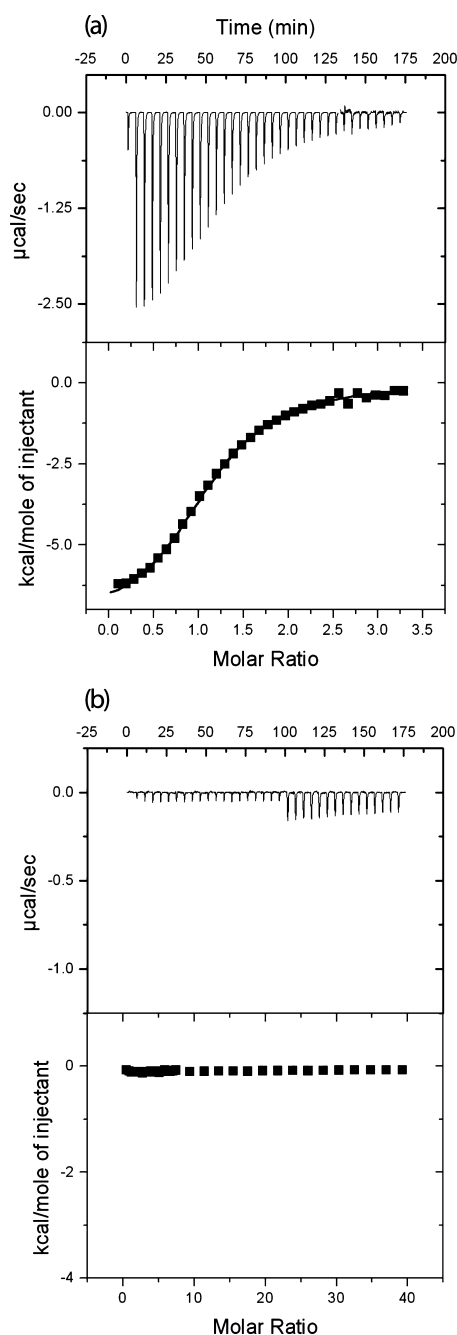 (a)
Time (min)
-25 0 25 50 75 100 125 150 175 200
0.00
-1.25
-2.50
µcal/sec
0.0
-2.5
-5.0
kcal/mole of injectant
0.0 0.5 1.0 1.5 2.0 2.5 3.0 3.5
Molar Ratio
(b)
-25 0 25 50 75 100 125 150 175 200
0.0
-0.5
-1.0
µcal/sec
0
-2
-4
kcal/mole of injectant
0 10 20 30 40
Molar Ratio